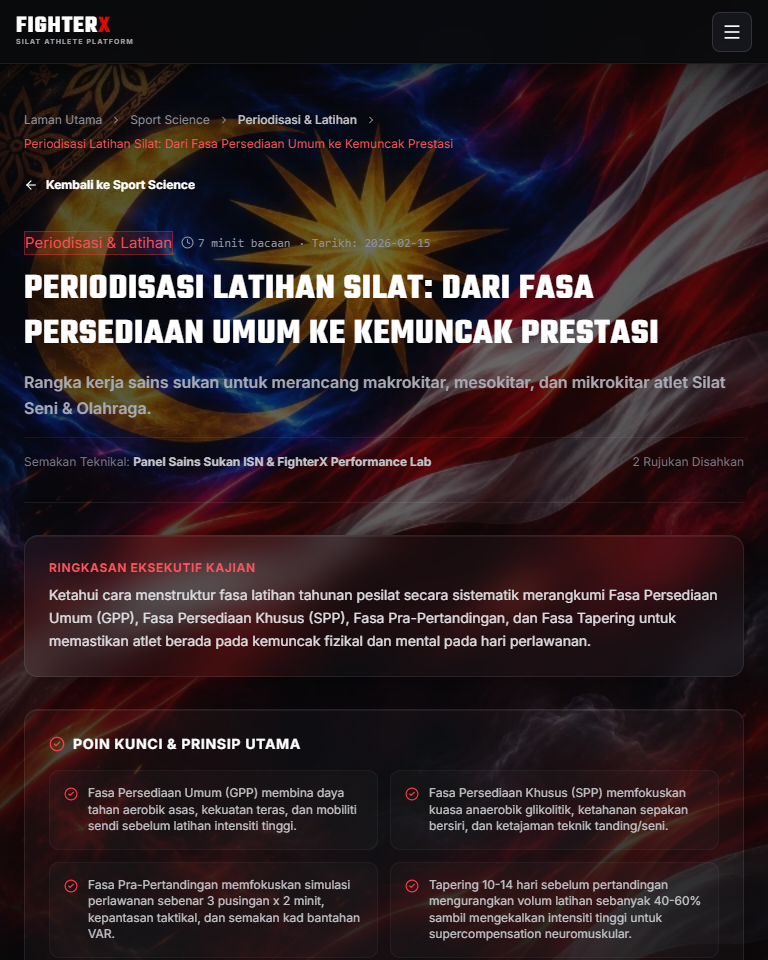 FIGHTERX
SILAT ATHLETE PLATFORM
Laman Utama > Sport Science > Periodisasi & Latihan >
Periodisasi Latihan Silat: Dari Fasa Persediaan Umum ke Kemuncak Prestasi
← Kembali ke Sport Science
Periodisasi & Latihan 7 minit bacaan · Tarikh: 2026-02-15
PERIODISASI LATIHAN SILAT: DARI FASA
PERSEDIAAN UMUM KE KEMUNCAK PRESTASI
Rangka kerja sains sukan untuk merancang makrokitar, mesokitar, dan mikrokitar atlet Silat
Seni & Olahraga.
Semakan Teknikal: Panel Sains Sukan ISN & FighterX Performance Lab 2 Rujukan Disahkan
RINGKASAN EKSEKUTIF KAJIAN
Ketahui cara menstruktur fasa latihan tahunan pesilat secara sistematik merangkumi Fasa Persediaan
Umum (GPP), Fasa Persediaan Khusus (SPP), Fasa Pra-Pertandingan, dan Fasa Tapering untuk
memastikan atlet berada pada kemuncak fizikal dan mental pada hari perlawanan.
POIN KUNCI & PRINSIP UTAMA
Fasa Persediaan Umum (GPP) membina daya
tahan aerobik asas, kekuatan teras, dan mobiliti
sendi sebelum latihan intensiti tinggi.
Fasa Persediaan Khusus (SPP) memfokuskan
kuasa anaerobik glikolitik, ketahanan sepakan
bersiri, dan ketajaman teknik tanding/seni.
Fasa Pra-Pertandingan memfokuskan simulasi
perlawanan sebenar 3 pusingan x 2 minit,
kepantasan taktikal, dan semakan kad bantahan
VAR.
Tapering 10-14 hari sebelum pertandingan
mengurangkan volum latihan sebanyak 40-60%
sambil mengekalkan intensiti tinggi untuk
supercompensation neuromuskular.